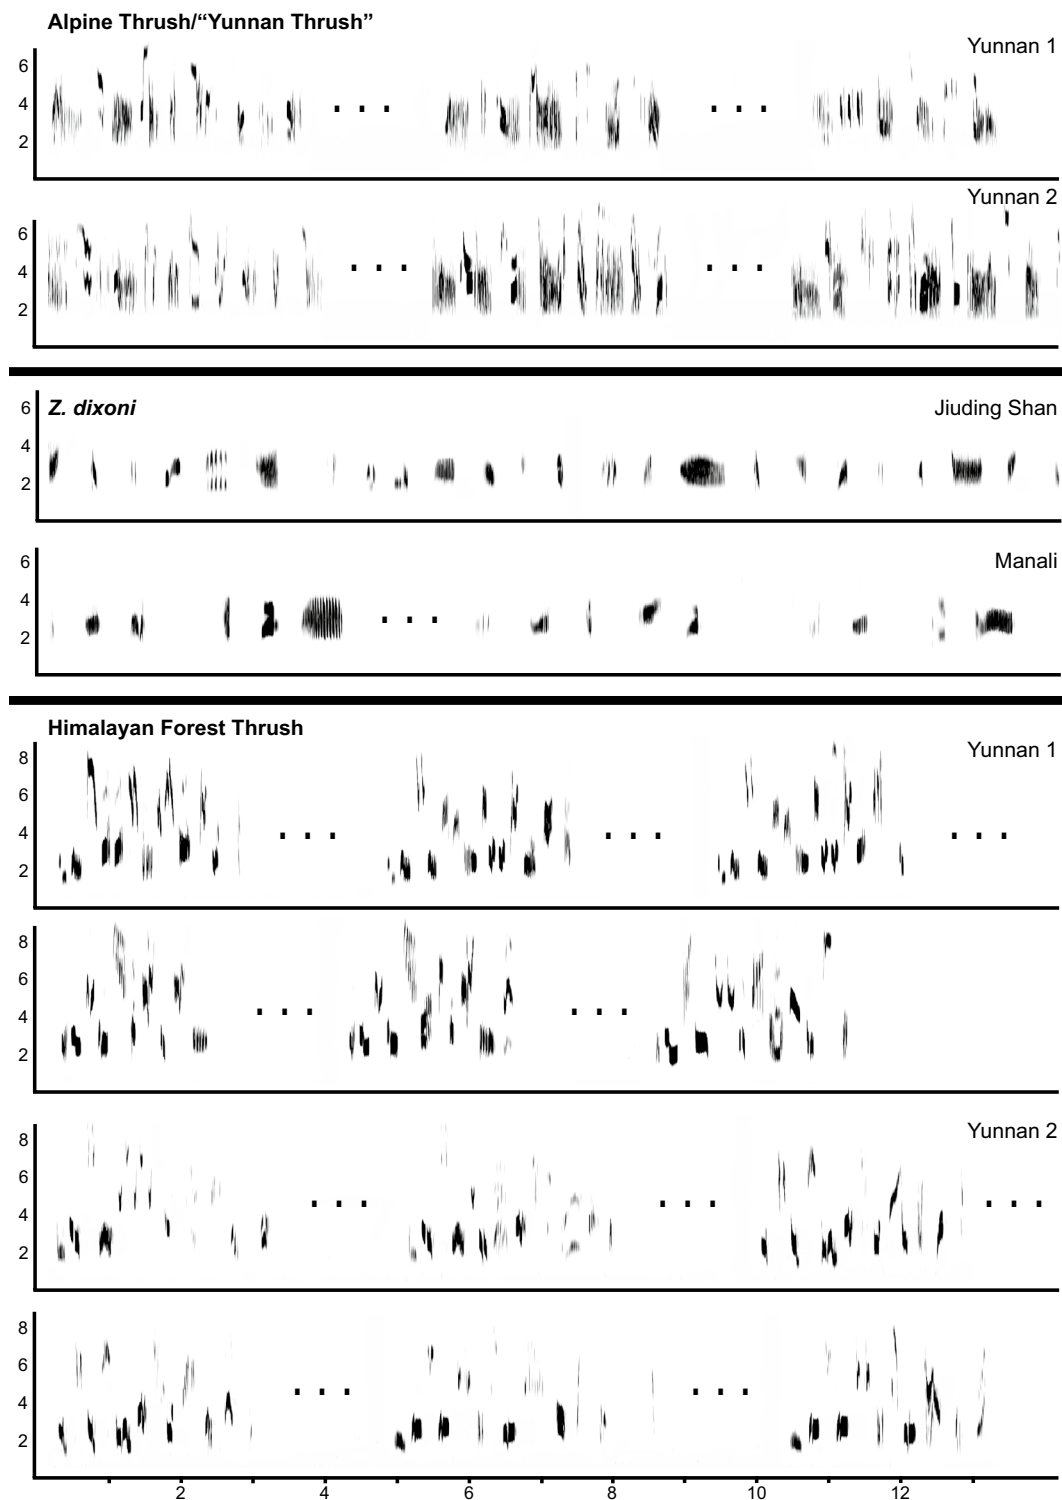 Alpine Thrush/“Yunnan Thrush”
Yunnan 1
6
4
2
Yunnan 2
6
4
2
Z. dixoni
Jiuding Shan
6
4
2
Manali
6
4
2
Himalayan Forest Thrush
Yunnan 1
8
6
4
2
8
6
4
2
Yunnan 2
8
6
4
2
8
6
4
2
2 4 6 8 10 12